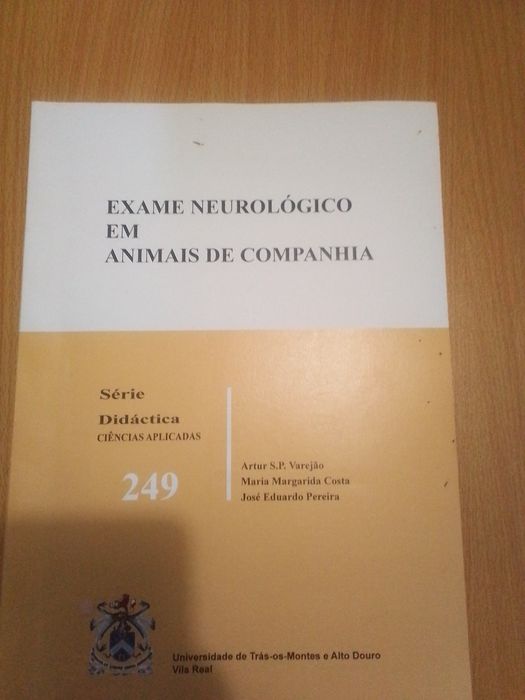 EXAME NEUROLÓGICO
EM
ANIMAIS DE COMPANHIA
Série
Didáctica
CIÊNCIAS APLICADAS
249
Artur S.P. Varejão
Maria Margarida Costa
José Eduardo Pereira
Universidade de Trás-os-Montes e Alto Douro
Vila Real